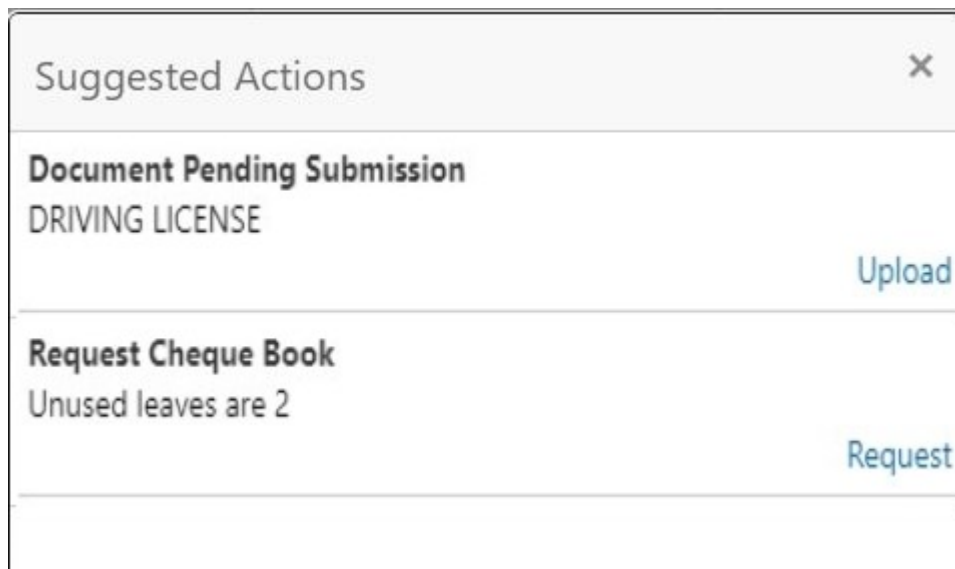 Suggested Actions ×
Document Pending Submission
DRIVING LICENSE
Upload
Request Cheque Book
Unused leaves are 2
Request